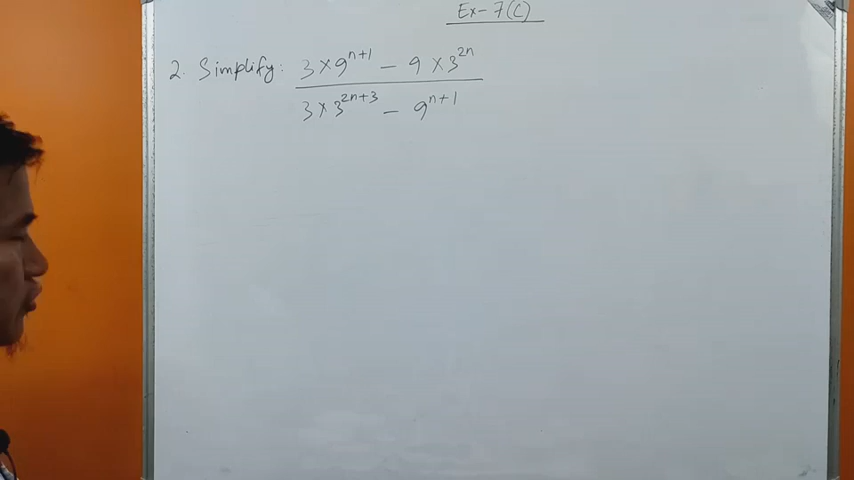 Ex-7(C)
2. Simplify: 3×9^{n+1} - 9×3^{2n}
3×3^{2n+3} - 9^{n+1}